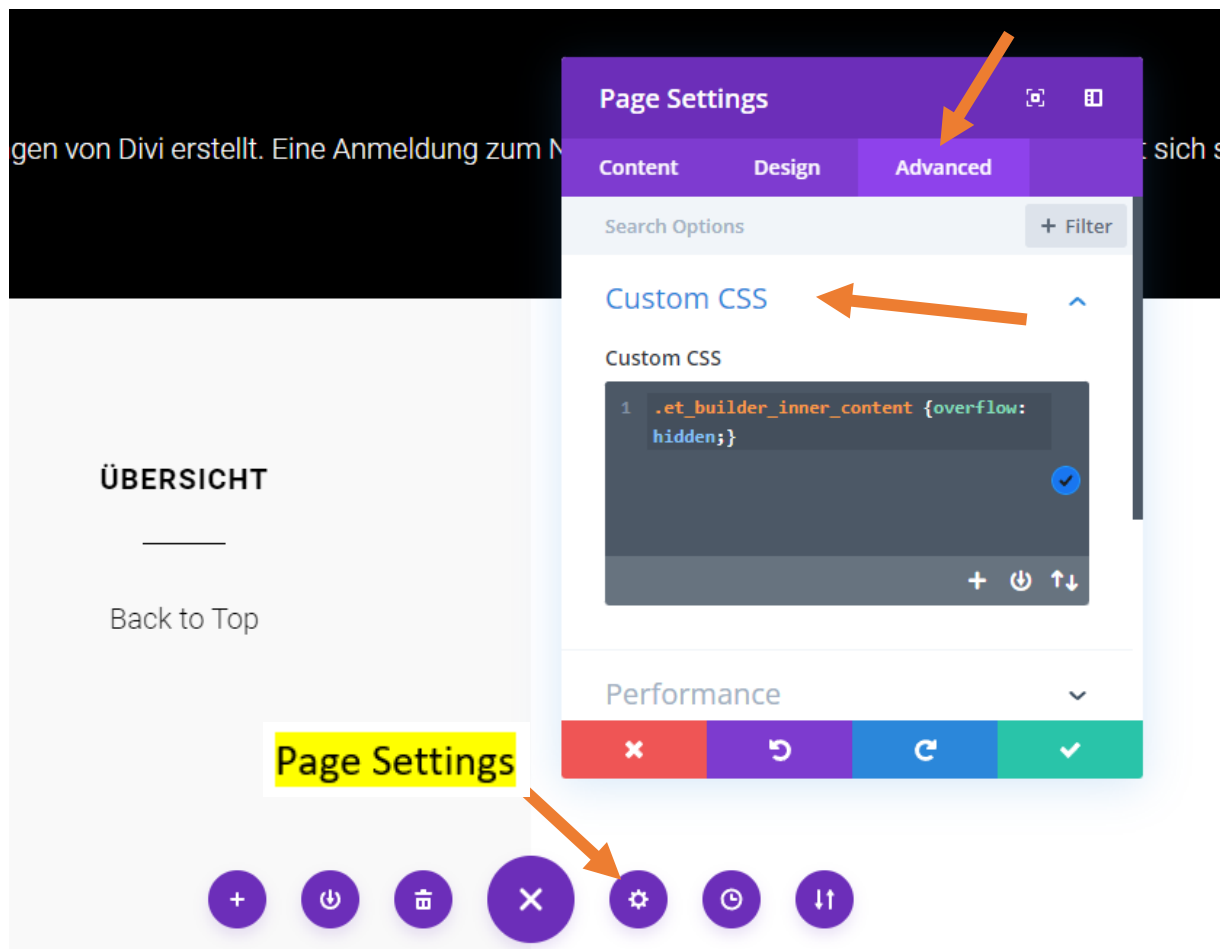 Page Settings
gen von Divi erstellt. Eine Anmeldung zum N
t sich s
Content Design Advanced
Search Options
+ Filter
Custom CSS
Custom CSS
1 .et_builder_inner_content {overflow:
hidden;}
ÜBERSICHT
Back to Top
Performance
Page Settings